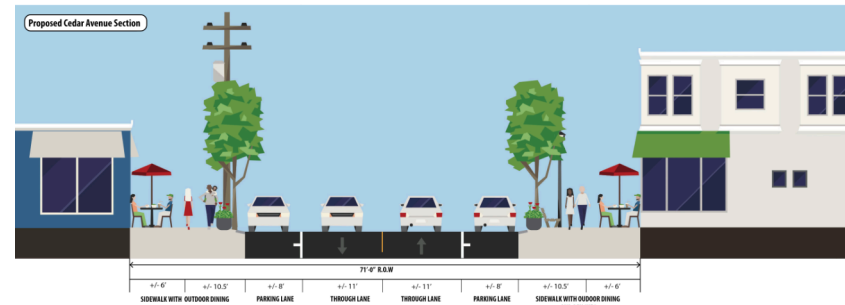 Proposed Cedar Avenue Section
71'-0" R.O.W
+/- 6' +/- 10.5' +/- 8' +/- 11' +/- 11' +/- 8' +/- 10.5' +/- 6'
SIDEWALK WITH OUTDOOR DINING PARKING LANE THROUGH LANE THROUGH LANE PARKING LANE SIDEWALK WITH OUDOOR DINING